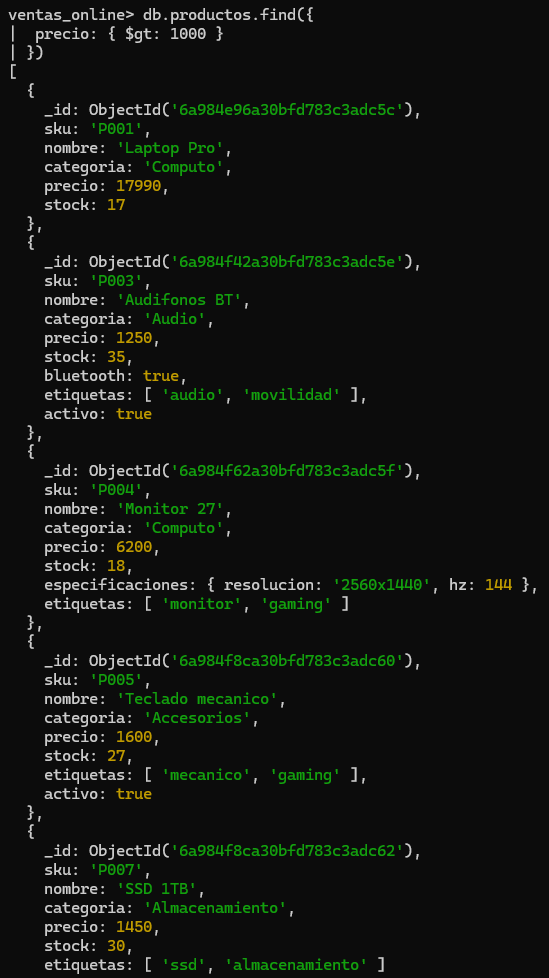 ventas_online> db.productos.find({
|  precio: { $gt: 1000 }
| })
[
  {
    _id: ObjectId('6a984e96a30bfd783c3adc5c'),
    sku: 'P001',
    nombre: 'Laptop Pro',
    categoria: 'Computo',
    precio: 17990,
    stock: 17
  },
  {
    _id: ObjectId('6a984f42a30bfd783c3adc5e'),
    sku: 'P003',
    nombre: 'Audifonos BT',
    categoria: 'Audio',
    precio: 1250,
    stock: 35,
    bluetooth: true,
    etiquetas: [ 'audio', 'movilidad' ],
    activo: true
  },
  {
    _id: ObjectId('6a984f62a30bfd783c3adc5f'),
    sku: 'P004',
    nombre: 'Monitor 27',
    categoria: 'Computo',
    precio: 6200,
    stock: 18,
    especificaciones: { resolucion: '2560x1440', hz: 144 },
    etiquetas: [ 'monitor', 'gaming' ]
  },
  {
    _id: ObjectId('6a984f8ca30bfd783c3adc60'),
    sku: 'P005',
    nombre: 'Teclado mecanico',
    categoria: 'Accesorios',
    precio: 1600,
    stock: 27,
    etiquetas: [ 'mecanico', 'gaming' ],
    activo: true
  },
  {
    _id: ObjectId('6a984f8ca30bfd783c3adc62'),
    sku: 'P007',
    nombre: 'SSD 1TB',
    categoria: 'Almacenamiento',
    precio: 1450,
    stock: 30,
    etiquetas: [ 'ssd', 'almacenamiento' ]